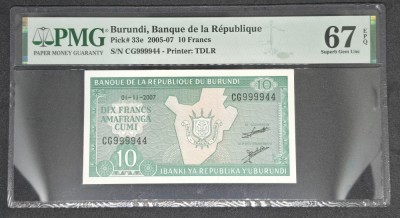 PMG
PAPER MONEY GUARANTY
Burundi, Banque de la République
Pick# 33e 2005-07 10 Francs
S/N CG999944 - Printer: TDLR
67 EPQ
Superb Gem Unc
BANQUE DE LA REPUBLIQUE DU BURUNDI
01-11-2007
10
CG999944
DIX FRANCS
AMAFRANGA
CUMI
CG999944
10
IBANKI YA REPUBLIKA Y'UBURUNDI